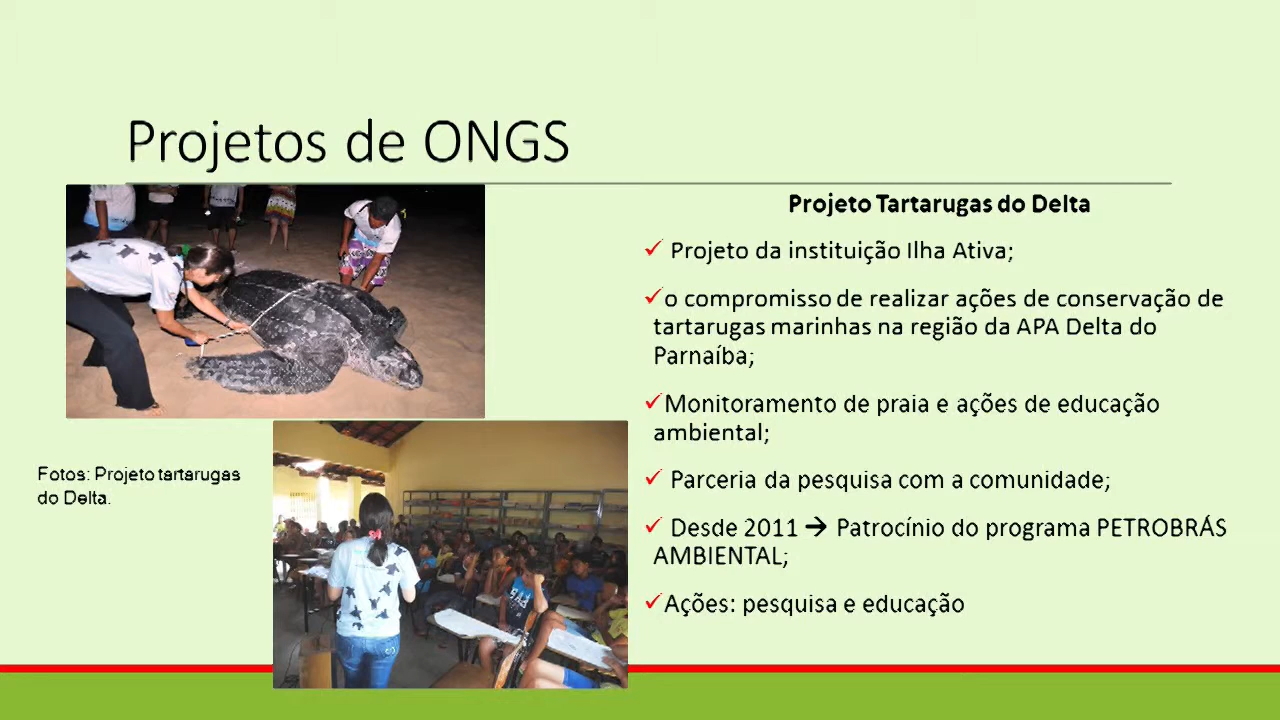 Projetos de ONGS
Projeto Tartarugas do Delta
✓ Projeto da instituição Ilha Ativa;
✓o compromisso de realizar ações de conservação de
tartarugas marinhas na região da APA Delta do
Parnaíba;
✓Monitoramento de praia e ações de educação
ambiental;
✓ Parceria da pesquisa com a comunidade;
✓ Desde 2011 → Patrocínio do programa PETROBRÁS
AMBIENTAL;
✓Ações: pesquisa e educação
Fotos: Projeto tartarugas
do Delta.